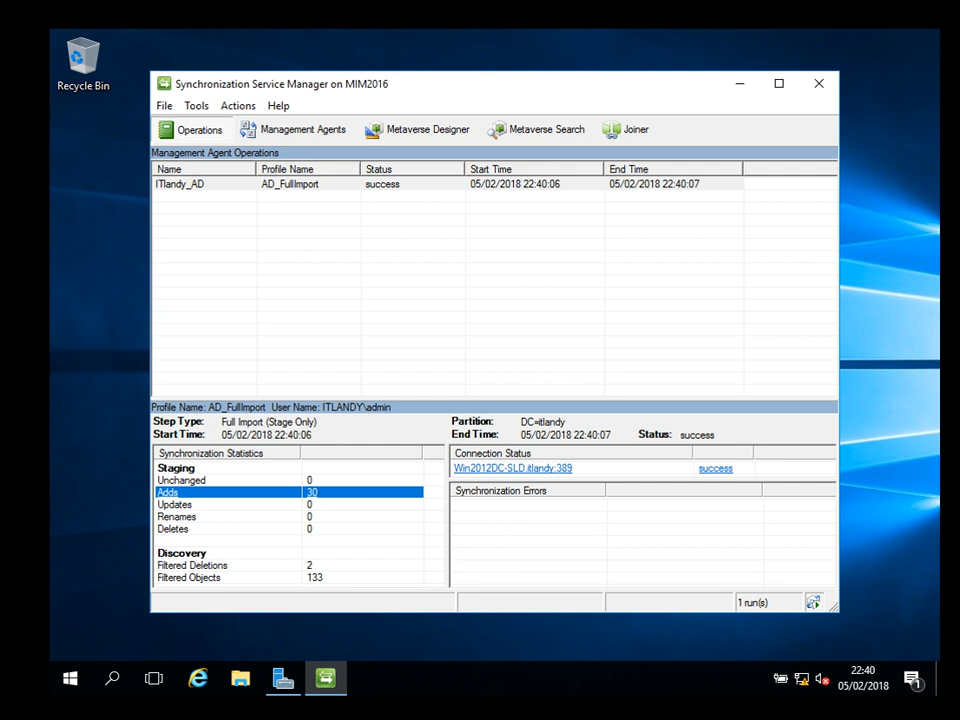 Recycle Bin
Synchronization Service Manager on MIM2016
File Tools Actions Help
Operations Management Agents Metaverse Designer Metaverse Search Joiner
Management Agent Operations
Name Profile Name Status Start Time End Time
ITlandy_AD AD_FullImport success 05/02/2018 22:40:06 05/02/2018 22:40:07
Profile Name: AD_FullImport User Name: ITLANDY\admin
Step Type: Full Import (Stage Only) Partition: DC=itlandy
Start Time: 05/02/2018 22:40:06 End Time: 05/02/2018 22:40:07 Status: success
Synchronization Statistics
Staging
Unchanged 0
Adds 30
Updates 0
Renames 0
Deletes 0
Discovery
Filtered Deletions 2
Filtered Objects 133
Connection Status
Win2012DC-SLD.itlandy:389 success
Synchronization Errors
1 run(s)
22:40
05/02/2018
1